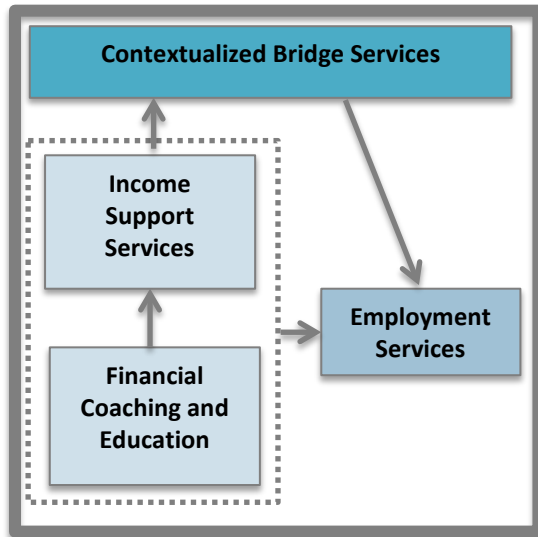 Contextualized Bridge Services
Income
Support
Services
Employment
Services
Financial
Coaching and
Education